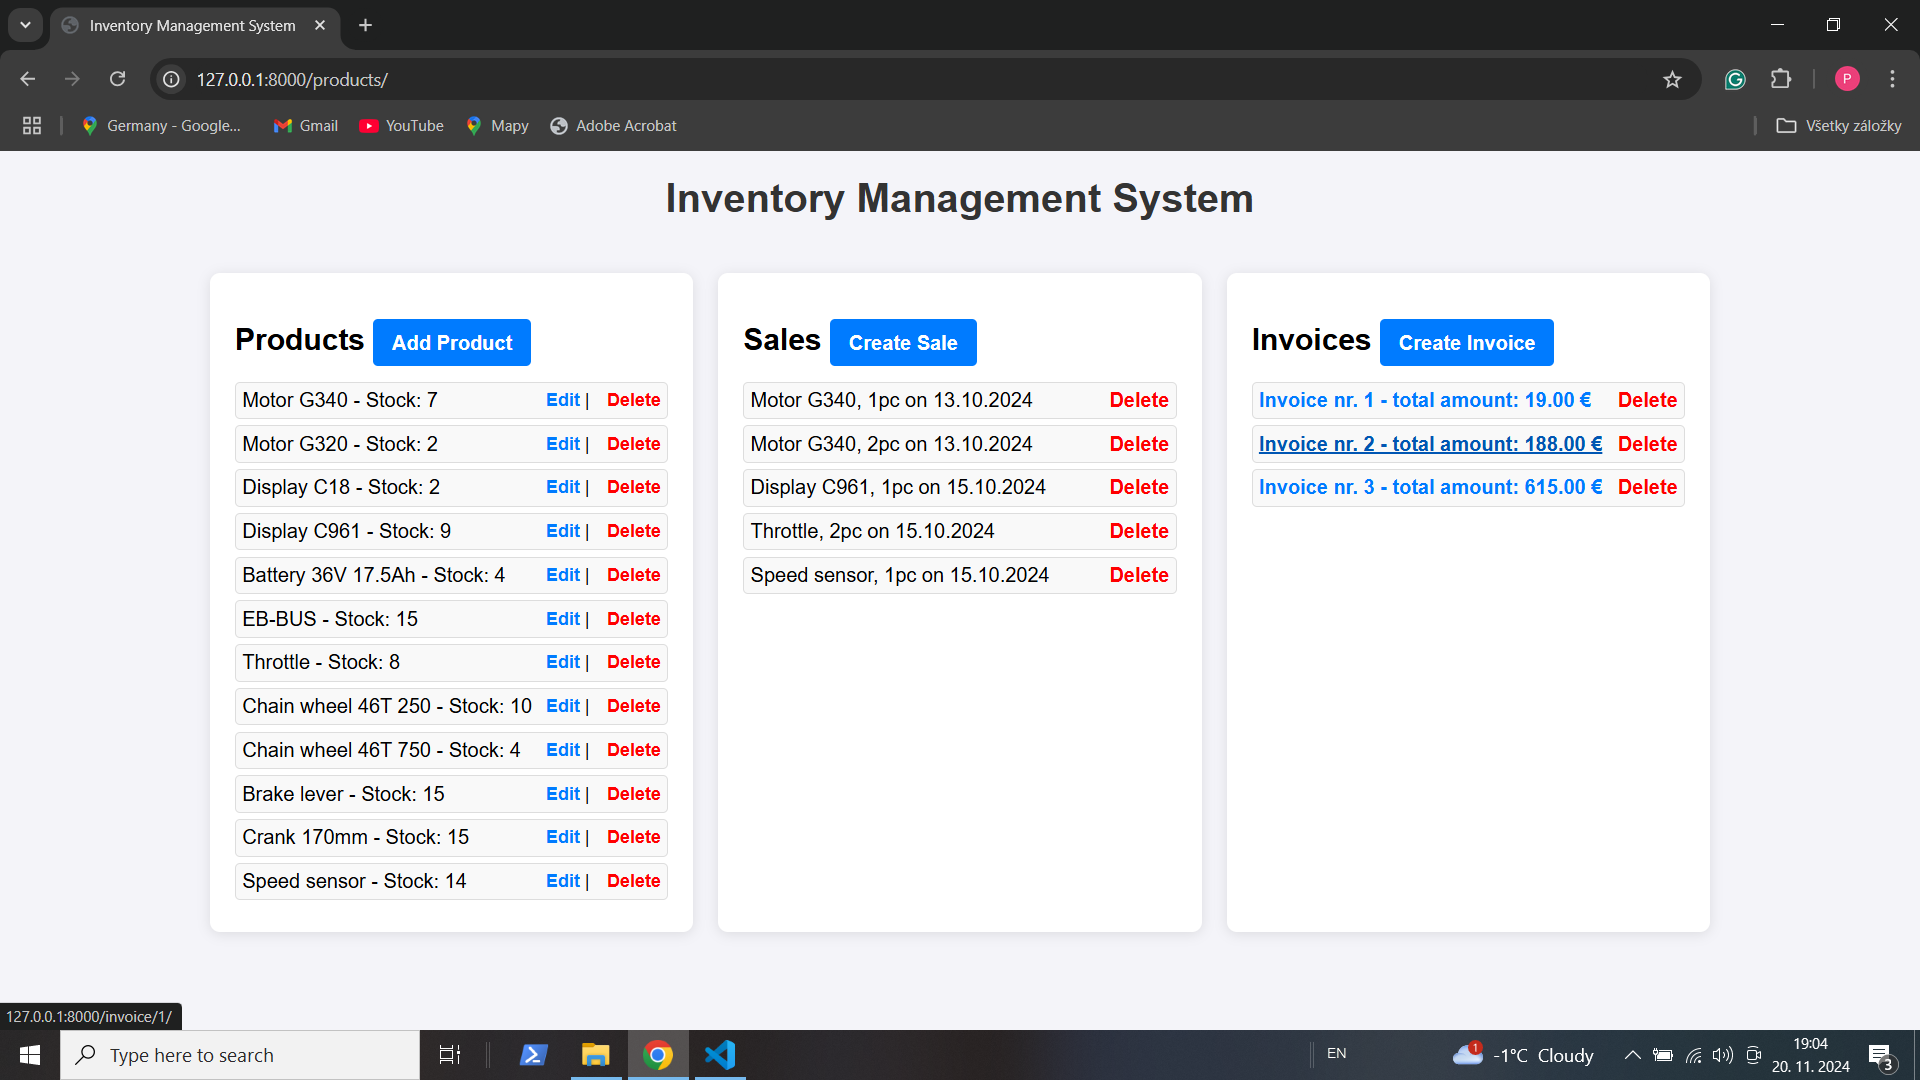 Inventory Management System
127.0.0.1:8000/products/
Germany - Google...
Gmail
YouTube
Mapy
Adobe Acrobat
Všetky záložky
P
Inventory Management System
Products
Add Product
Motor G340 - Stock: 7 Edit | Delete
Motor G320 - Stock: 2 Edit | Delete
Display C18 - Stock: 2 Edit | Delete
Display C961 - Stock: 9 Edit | Delete
Battery 36V 17.5Ah - Stock: 4 Edit | Delete
EB-BUS - Stock: 15 Edit | Delete
Throttle - Stock: 8 Edit | Delete
Chain wheel 46T 250 - Stock: 10 Edit | Delete
Chain wheel 46T 750 - Stock: 4 Edit | Delete
Brake lever - Stock: 15 Edit | Delete
Crank 170mm - Stock: 15 Edit | Delete
Speed sensor - Stock: 14 Edit | Delete
Sales
Create Sale
Motor G340, 1pc on 13.10.2024 Delete
Motor G340, 2pc on 13.10.2024 Delete
Display C961, 1pc on 15.10.2024 Delete
Throttle, 2pc on 15.10.2024 Delete
Speed sensor, 1pc on 15.10.2024 Delete
Invoices
Create Invoice
Invoice nr. 1 - total amount: 19.00 € Delete
Invoice nr. 2 - total amount: 188.00 € Delete
Invoice nr. 3 - total amount: 615.00 € Delete
127.0.0.1:8000/invoice/1/
Type here to search
EN
1
-1°C Cloudy
19:04
20. 11. 2024
3